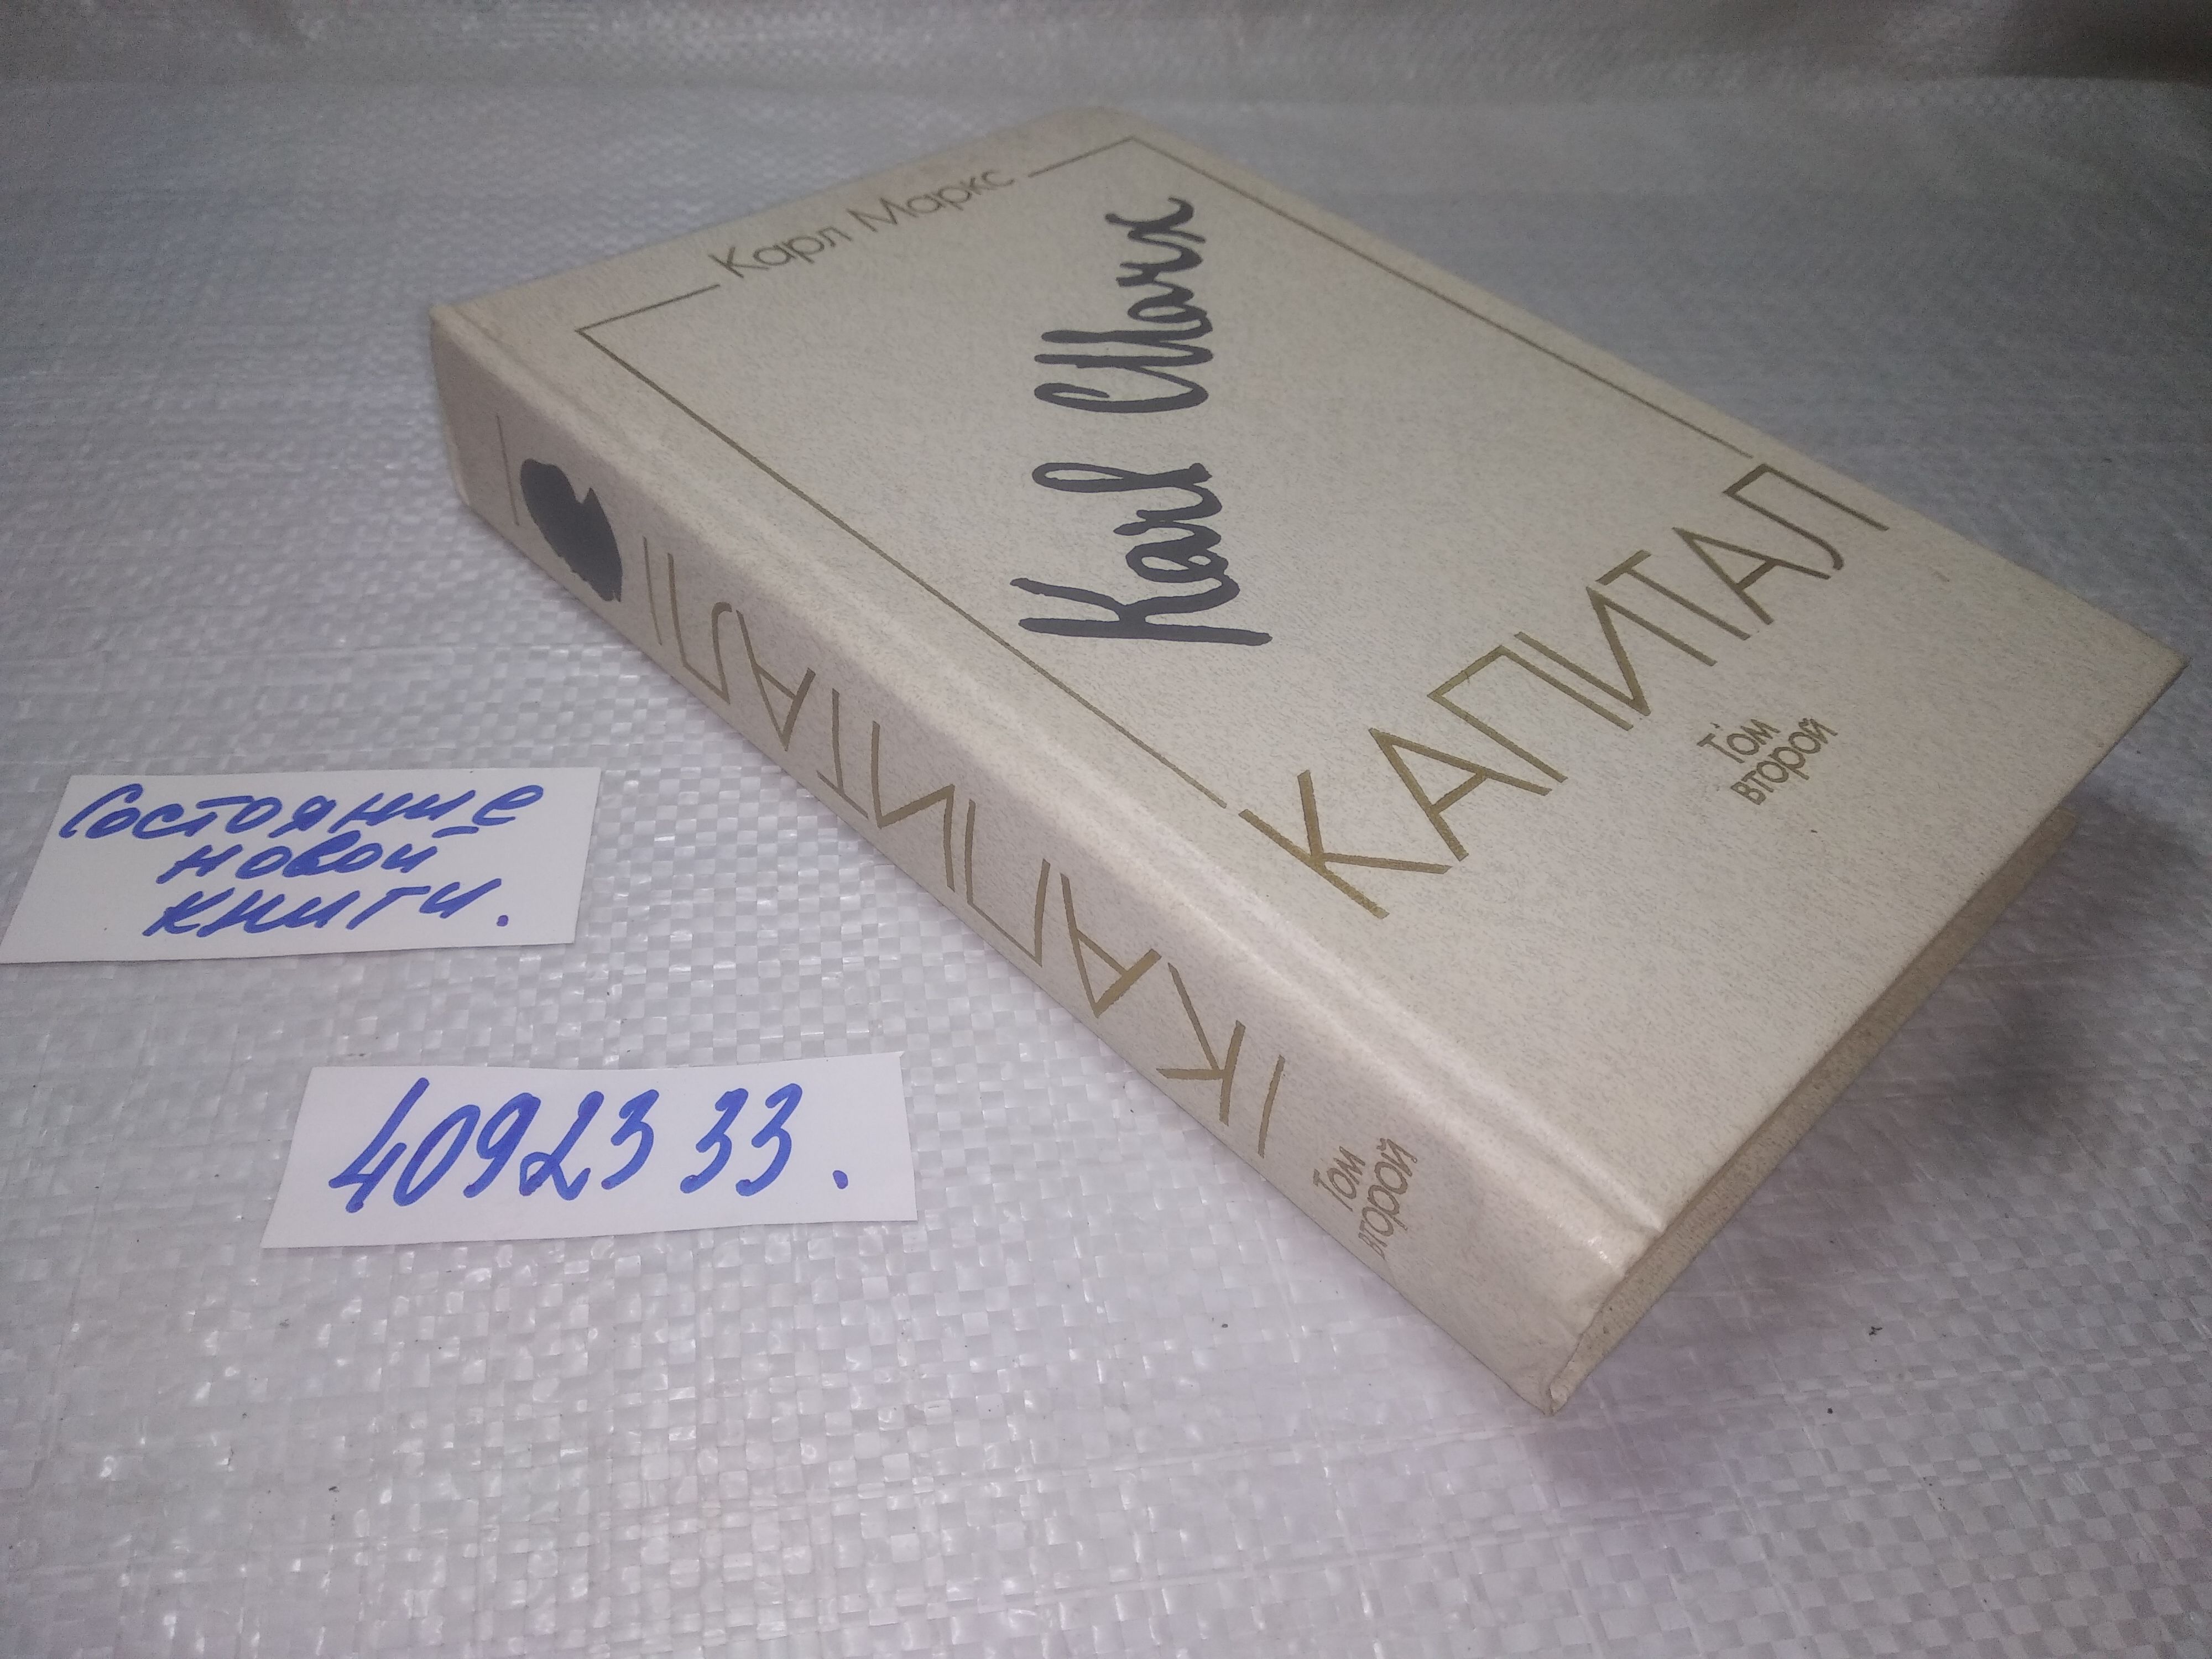 Карл Маркс
Karl Marx
КАПИТАЛ
Том
второй
КАПИТАЛ
Том
второй
Состояние
новой
книги.
4092333.